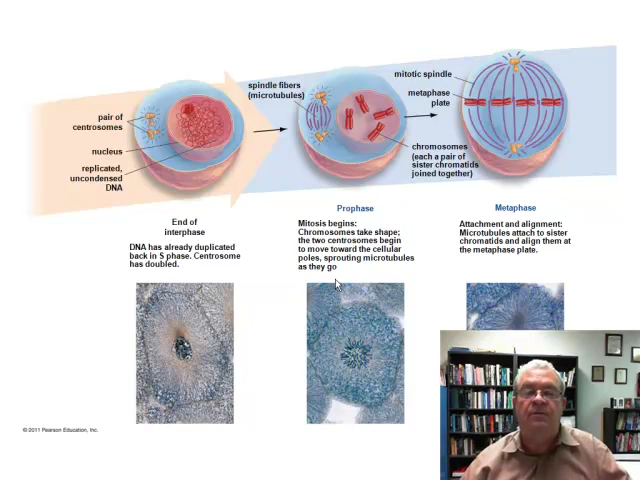 mitotic spindle
spindle fibers
(microtubules)
metaphase
plate
pair of
centrosomes
nucleus
chromosomes
(each a pair of
sister chromatids
joined together)
replicated,
uncondensed
DNA
End of
interphase
DNA has already duplicated
back in S phase. Centrosome
has doubled.
Prophase
Mitosis begins:
Chromosomes take shape;
the two centrosomes begin
to move toward the cellular
poles, sprouting microtubules
as they go
Metaphase
Attachment and alignment:
Microtubules attach to sister
chromatids and align them at
the metaphase plate.
© 2011 Pearson Education, Inc.